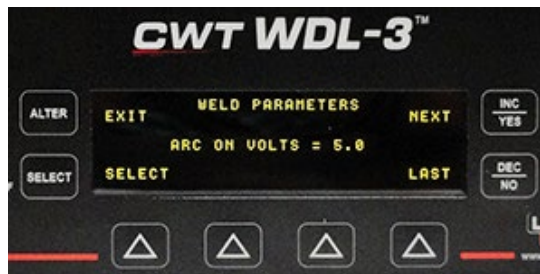 CWT WDL-3™
ALTER
EXIT WELD PARAMETERS NEXT
INC
YES
ARC ON VOLTS = 5.0
SELECT
SELECT LAST
DEC
NO